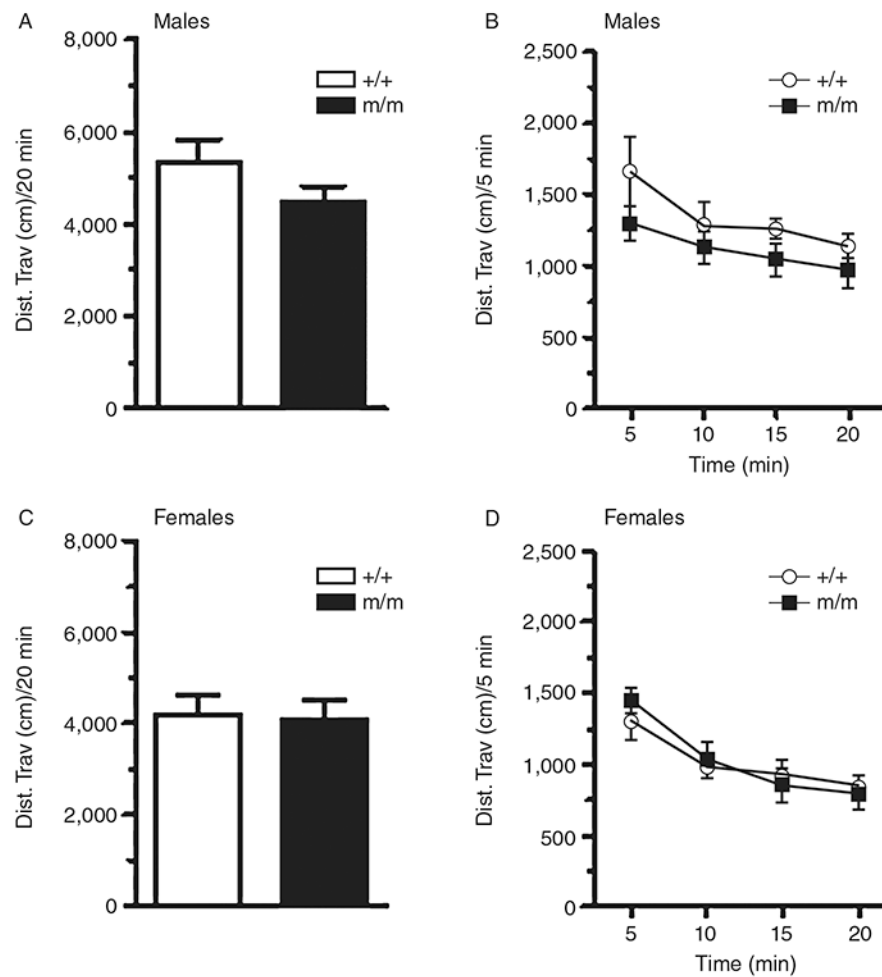 A Males
8,000
6,000
4,000
2,000
0
Dist. Trav (cm)/20 min
+/+
m/m
B Males
2,500
2,000
1,500
1,000
500
0
Dist. Trav (cm)/5 min
+/+
m/m
5 10 15 20
Time (min)
C Females
8,000
6,000
4,000
2,000
0
Dist. Trav (cm)/20 min
+/+
m/m
D Females
2,500
2,000
1,500
1,000
500
0
Dist. Trav (cm)/5 min
+/+
m/m
5 10 15 20
Time (min)